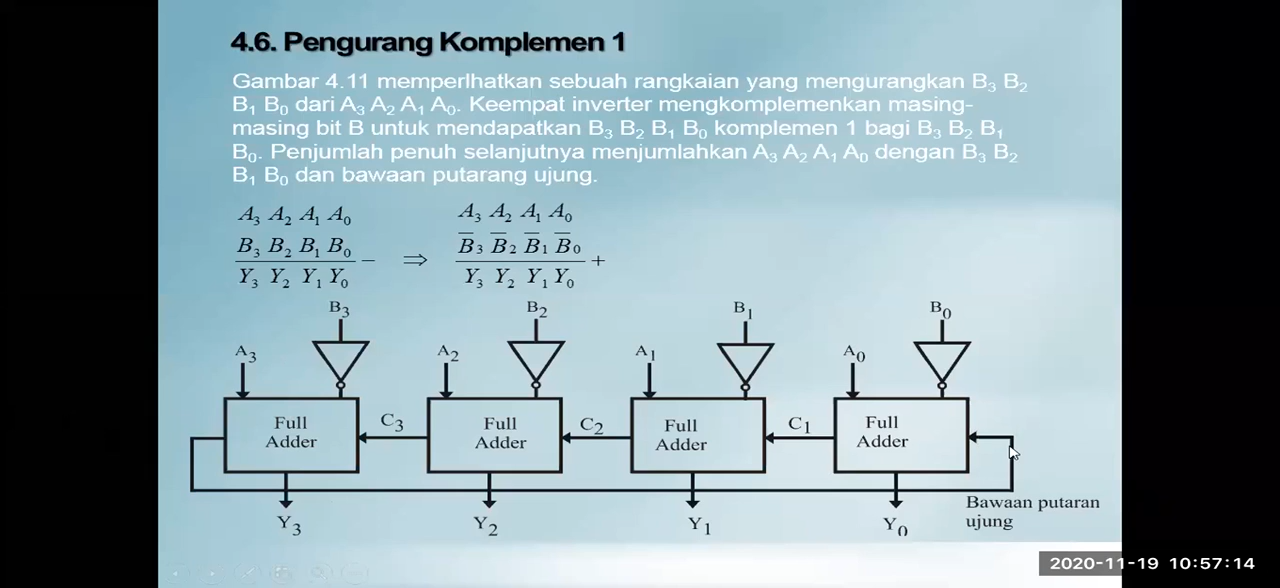 4.6. Pengurang Komplemen 1
Gambar 4.11 memperlhatkan sebuah rangkaian yang mengurangkan B₃ B₂
B₁ B₀ dari A₃ A₂ A₁ A₀. Keempat inverter mengkomplemenkan masing-
masing bit B untuk mendapatkan B₃ B₂ B₁ B₀ komplemen 1 bagi B₃ B₂ B₁
B₀. Penjumlah penuh selanjutnya menjumlahkan A₃ A₂ A₁ A₀ dengan B₃ B₂
B₁ B₀ dan bawaan putarang ujung.
A₃ A₂ A₁ A₀
B₃ B₂ B₁ B₀
−
Y₃ Y₂ Y₁ Y₀
⇒
A₃ A₂ A₁ A₀
B̅₃ B̅₂ B̅₁ B̅₀
+
Y₃ Y₂ Y₁ Y₀
B₃ B₂ B₁ B₀
A₃ A₂ A₁ A₀
Full
Adder
C₃
Full
Adder
C₂
Full
Adder
C₁
Full
Adder
Bawaan putaran
ujung
Y₃ Y₂ Y₁ Y₀
2020-11-19 10:57:14